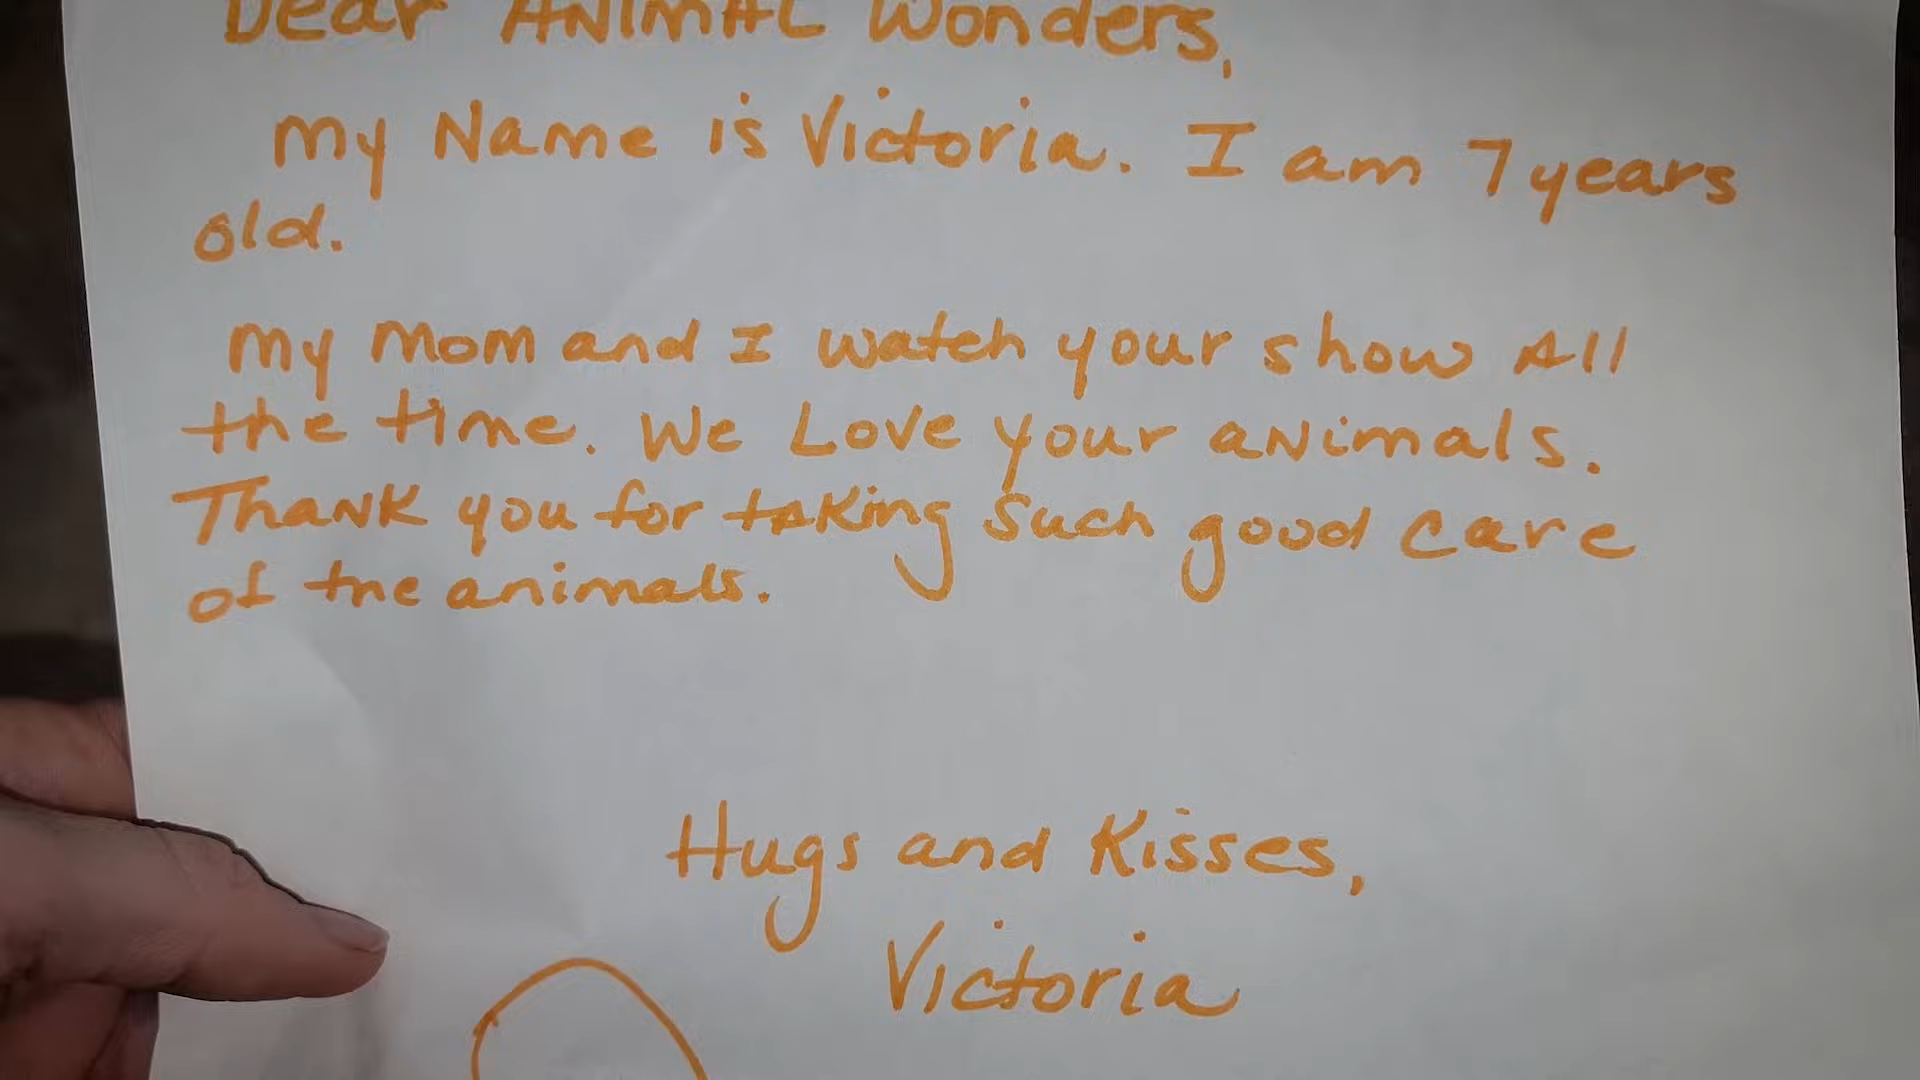 Dear ANIMAL Wonders,
my Name is Victoria. I am 7 years
old.
my Mom and I watch your show All
the time. We Love your aNimals.
ThaNK you for taKing such good care
of the animals.
Hugs and Kisses,
Victoria